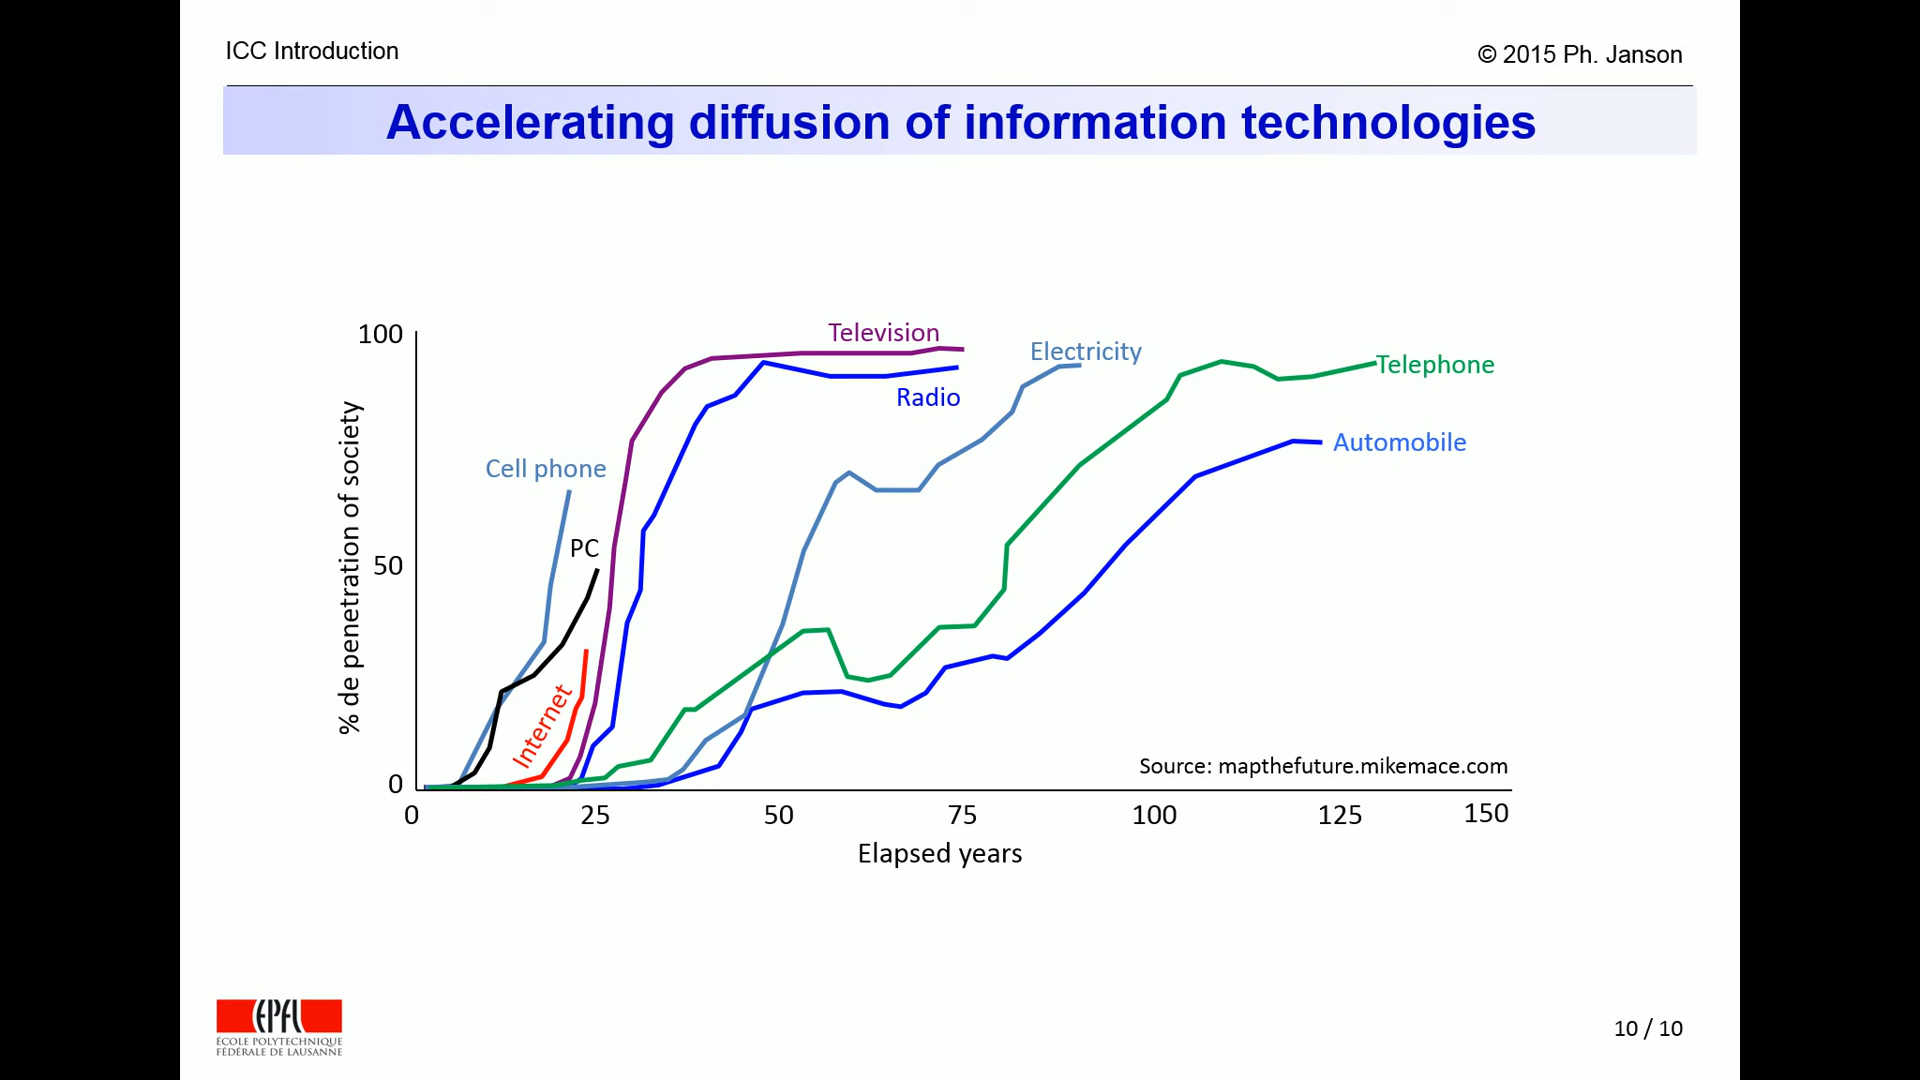 ICC Introduction
© 2015 Ph. Janson
Accelerating diffusion of information technologies
100
50
0
% de penetration of society
Television
Radio
Electricity
Telephone
Automobile
Cell phone
PC
Internet
Source: mapthefuture.mikemace.com
0 25 50 75 100 125 150
Elapsed years
EPFL
ÉCOLE POLYTECHNIQUE
FÉDÉRALE DE LAUSANNE
10 / 10